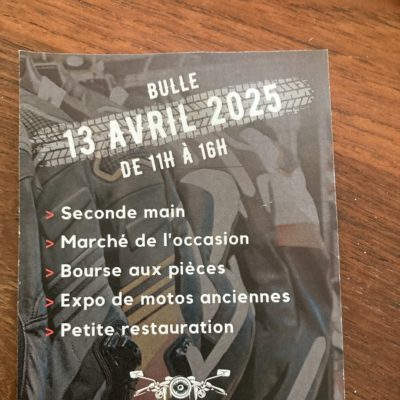 BULLE
13 AVRIL 2025
DE 11H À 16H
> Seconde main
> Marché de l'occasion
> Bourse aux pièces
> Expo de motos anciennes
> Petite restauration